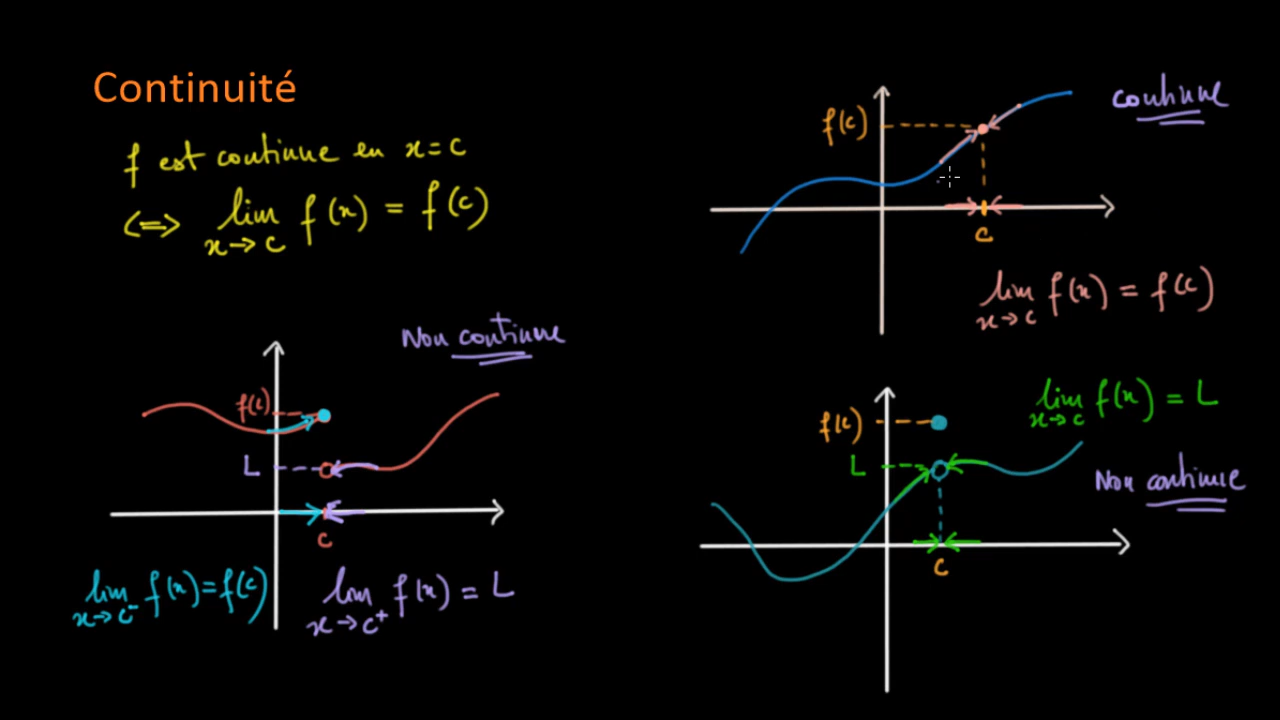 Continuité
f est continue en x=c
<=> lim f(x) = f(c)
x→c
f(c)
continue
c
lim f(x) = f(c)
x→c
Non continue
f(c)
L
c
lim f(x)=f(c)
x→c⁻
lim f(x) = L
x→c⁺
lim f(x) = L
x→c
f(c)
L
Non continue
c